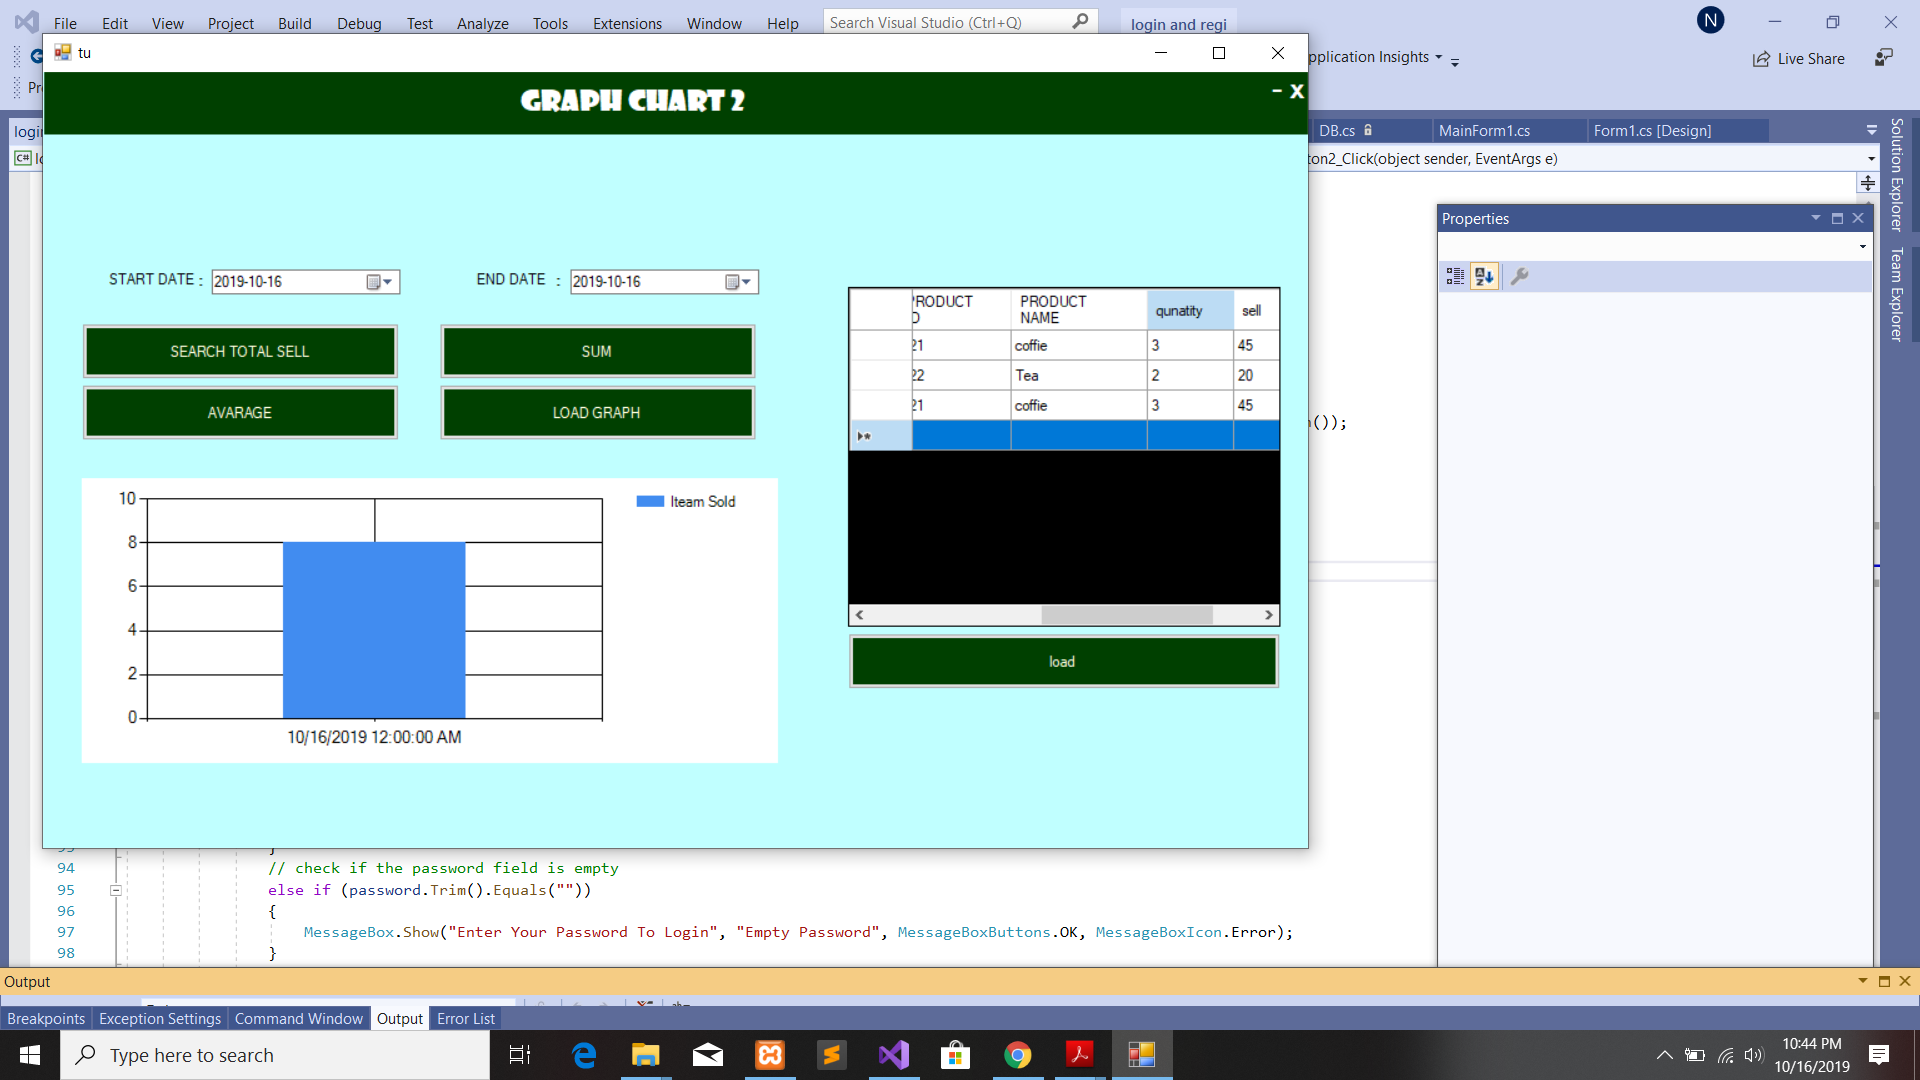 File Edit View Project Build Debug Test Analyze Tools Extensions Window Help Search Visual Studio (Ctrl+Q) login and regi N
tu
pplication Insights Live Share
GRAPH CHART 2
- X
DB.cs MainForm1.cs Form1.cs [Design]
C# ton2_Click(object sender, EventArgs e)
Solution Explorer
Team Explorer
Properties
START DATE : 2019-10-16 END DATE : 2019-10-16
SEARCH TOTAL SELL SUM
AVARAGE LOAD GRAPH
PRODUCT PRODUCT NAME qunatity sell
21 coffie 3 45
22 Tea 2 20
21 coffie 3 45
());
load
Iteam Sold
10
8
6
4
2
0
10/16/2019 12:00:00 AM
}
94 // check if the password field is empty
95 else if (password.Trim().Equals(""))
96 {
97 MessageBox.Show("Enter Your Password To Login", "Empty Password", MessageBoxButtons.OK, MessageBoxIcon.Error);
98 }
Output
Breakpoints Exception Settings Command Window Output Error List
Type here to search
10:44 PM
10/16/2019